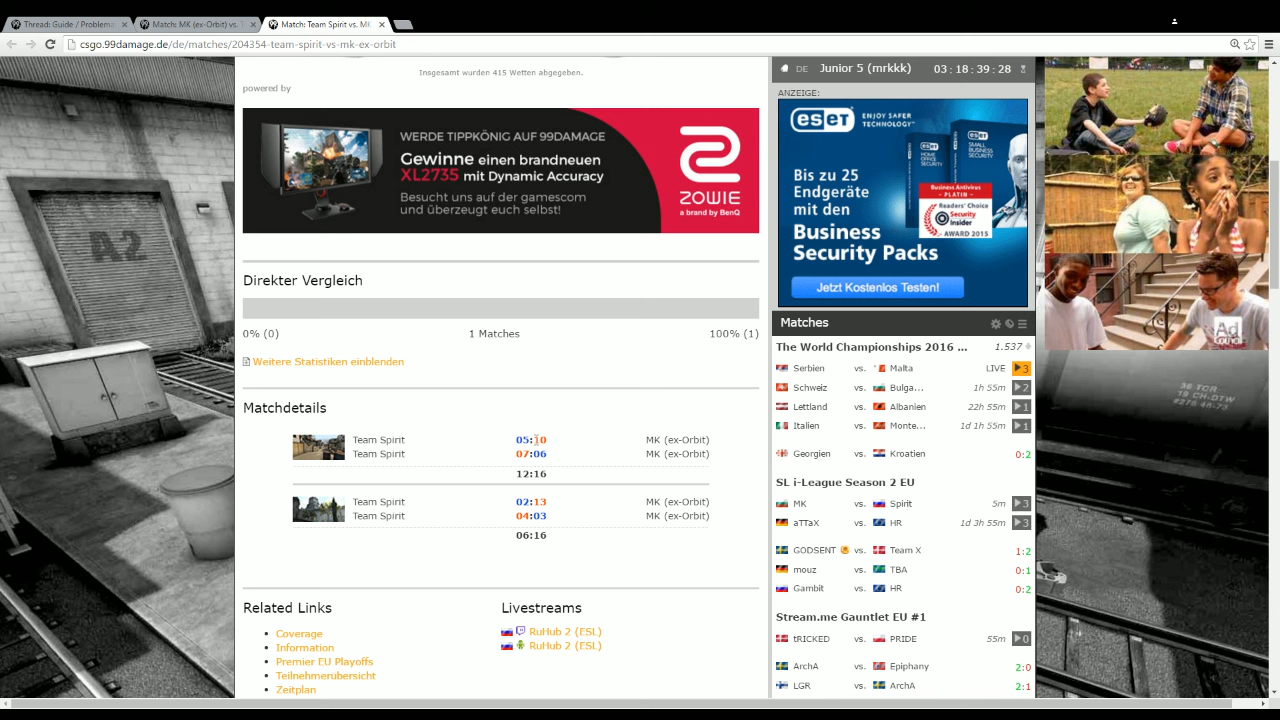 Thread: Guide / Problema
Match: MK (ex-Orbit) vs. T
Match: Team Spirit vs. MK
csgo.99damage.de/de/matches/204354-team-spirit-vs-mk-ex-orbit
Insgesamt wurden 415 Wetten abgegeben.
powered by
WERDE TIPPKÖNIG AUF 99DAMAGE
Gewinne einen brandneuen
XL2735 mit Dynamic Accuracy
Besucht uns auf der gamescom
und überzeugt euch selbst!
ZOWIE
a brand by BenQ
Direkter Vergleich
0% (0) 1 Matches 100% (1)
Weitere Statistiken einblenden
Matchdetails
Team Spirit 05:10 MK (ex-Orbit)
Team Spirit 07:06 MK (ex-Orbit)
12:16
Team Spirit 02:13 MK (ex-Orbit)
Team Spirit 04:03 MK (ex-Orbit)
06:16
Related Links
Coverage
Information
Premier EU Playoffs
Teilnehmerübersicht
Zeitplan
Livestreams
RuHub 2 (ESL)
RuHub 2 (ESL)
DE Junior 5 (mrkkk) 03:18:39:28
ANZEIGE:
eset ENJOY SAFER
TECHNOLOGY™
Bis zu 25
Endgeräte
mit den
Business
Security Packs
Business Antivirus
- PLATIN -
Readers' Choice
Security
Insider
AWARD 2015
Jetzt Kostenlos Testen!
Matches
The World Championships 2016 ... 1.537
Serbien vs. Malta LIVE 3
Schweiz vs. Bulga... 1h 55m 2
Lettland vs. Albanien 22h 55m 1
Italien vs. Monte... 1d 1h 55m 1
Georgien vs. Kroatien 0:2
SL i-League Season 2 EU
MK vs. Spirit 5m 3
aTTaX vs. HR 1d 3h 55m 3
GODSENT vs. Team X 1:2
mouz vs. TBA 0:1
Gambit vs. HR 0:2
Stream.me Gauntlet EU #1
tRICKED vs. PRIDE 55m 0
ArchA vs. Epiphany 2:0
LGR vs. ArchA 2:1
Ad
A2
36 TCR